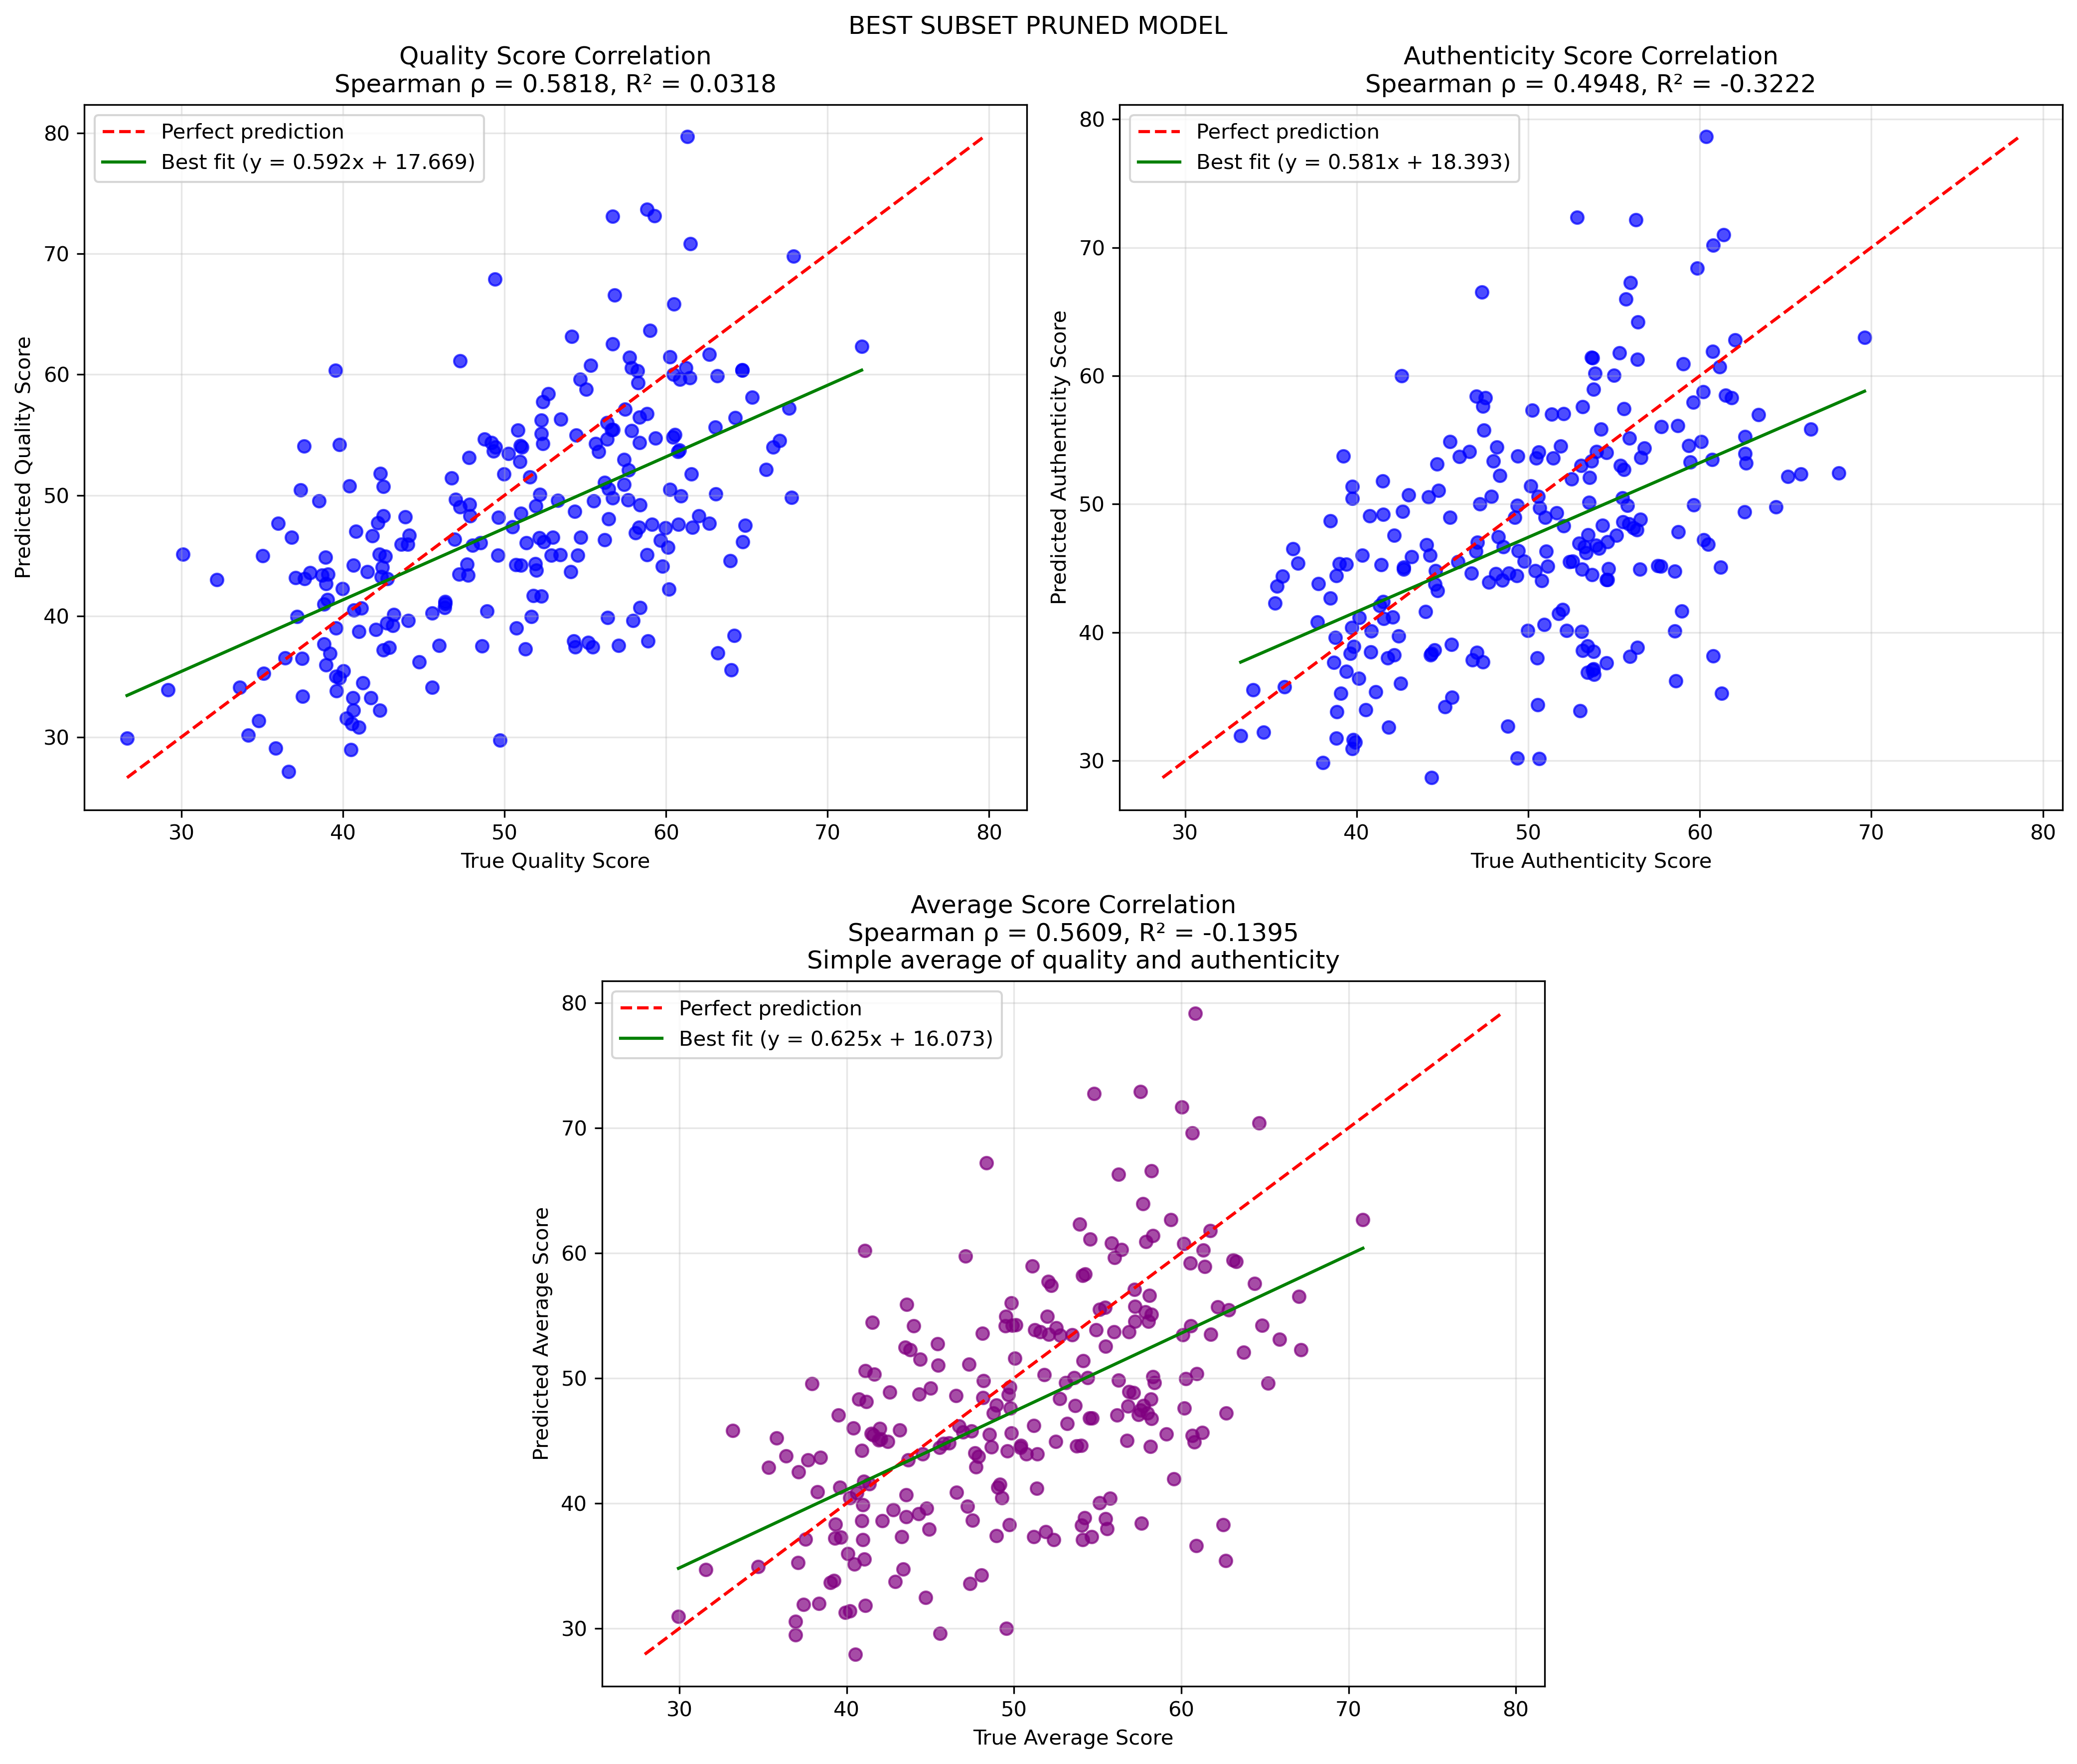 BEST SUBSET PRUNED MODEL
Quality Score Correlation
Spearman ρ = 0.5818, R² = 0.0318
Perfect prediction
Best fit (y = 0.592x + 17.669)
80
70
60
50
40
30
Predicted Quality Score
30 40 50 60 70 80
True Quality Score
Authenticity Score Correlation
Spearman ρ = 0.4948, R² = -0.3222
Perfect prediction
Best fit (y = 0.581x + 18.393)
80
70
60
50
40
30
Predicted Authenticity Score
30 40 50 60 70 80
True Authenticity Score
Average Score Correlation
Spearman ρ = 0.5609, R² = -0.1395
Simple average of quality and authenticity
Perfect prediction
Best fit (y = 0.625x + 16.073)
80
70
60
50
40
30
Predicted Average Score
30 40 50 60 70 80
True Average Score